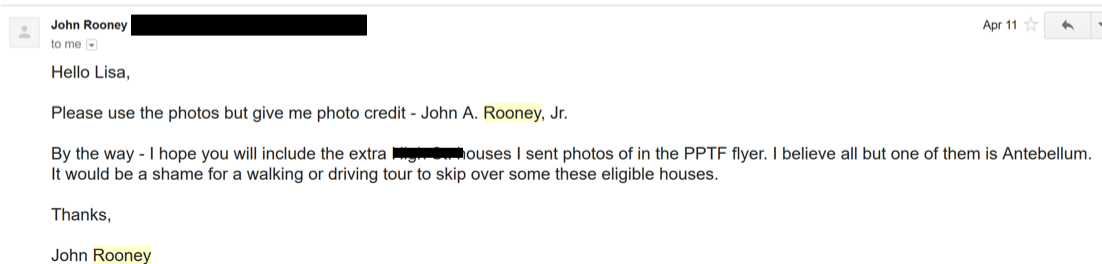 John Rooney
Apr 11
to me
Hello Lisa,
Please use the photos but give me photo credit - John A. Rooney, Jr.
By the way - I hope you will include the extra houses I sent photos of in the PPTF flyer. I believe all but one of them is Antebellum.
It would be a shame for a walking or driving tour to skip over some these eligible houses.
Thanks,
John Rooney